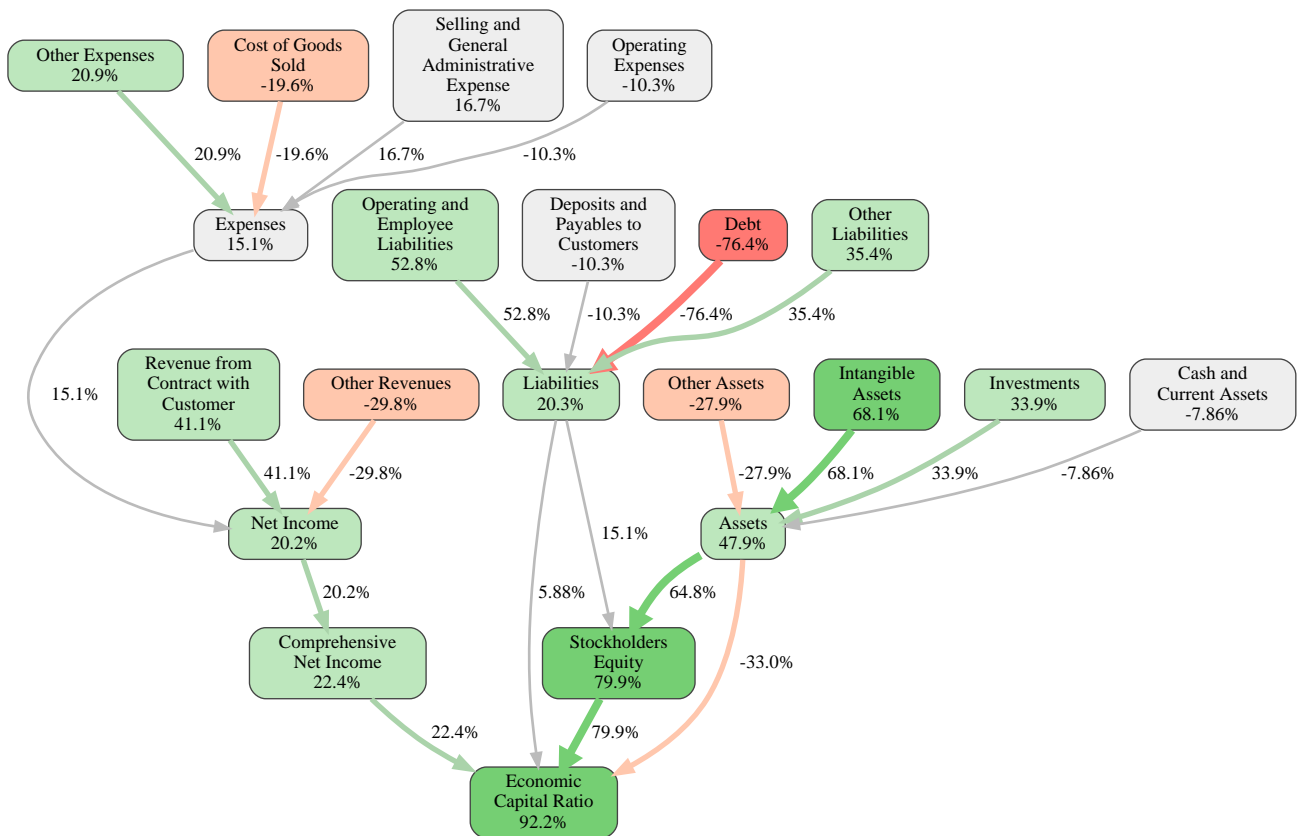 Other Expenses
20.9%
Cost of Goods
Sold
-19.6%
Selling and
General
Administrative
Expense
16.7%
Operating
Expenses
-10.3%
20.9%
-19.6%
16.7%
-10.3%
Expenses
15.1%
Operating and
Employee
Liabilities
52.8%
Deposits and
Payables to
Customers
-10.3%
Debt
-76.4%
Other
Liabilities
35.4%
52.8%
-10.3%
-76.4%
35.4%
15.1%
Revenue from
Contract with
Customer
41.1%
Other Revenues
-29.8%
Liabilities
20.3%
Other Assets
-27.9%
Intangible
Assets
68.1%
Investments
33.9%
Cash and
Current Assets
-7.86%
41.1%
-29.8%
-27.9%
68.1%
33.9%
-7.86%
Net Income
20.2%
15.1%
Assets
47.9%
20.2%
5.88%
64.8%
Comprehensive
Net Income
22.4%
Stockholders
Equity
79.9%
-33.0%
22.4%
79.9%
Economic
Capital Ratio
92.2%